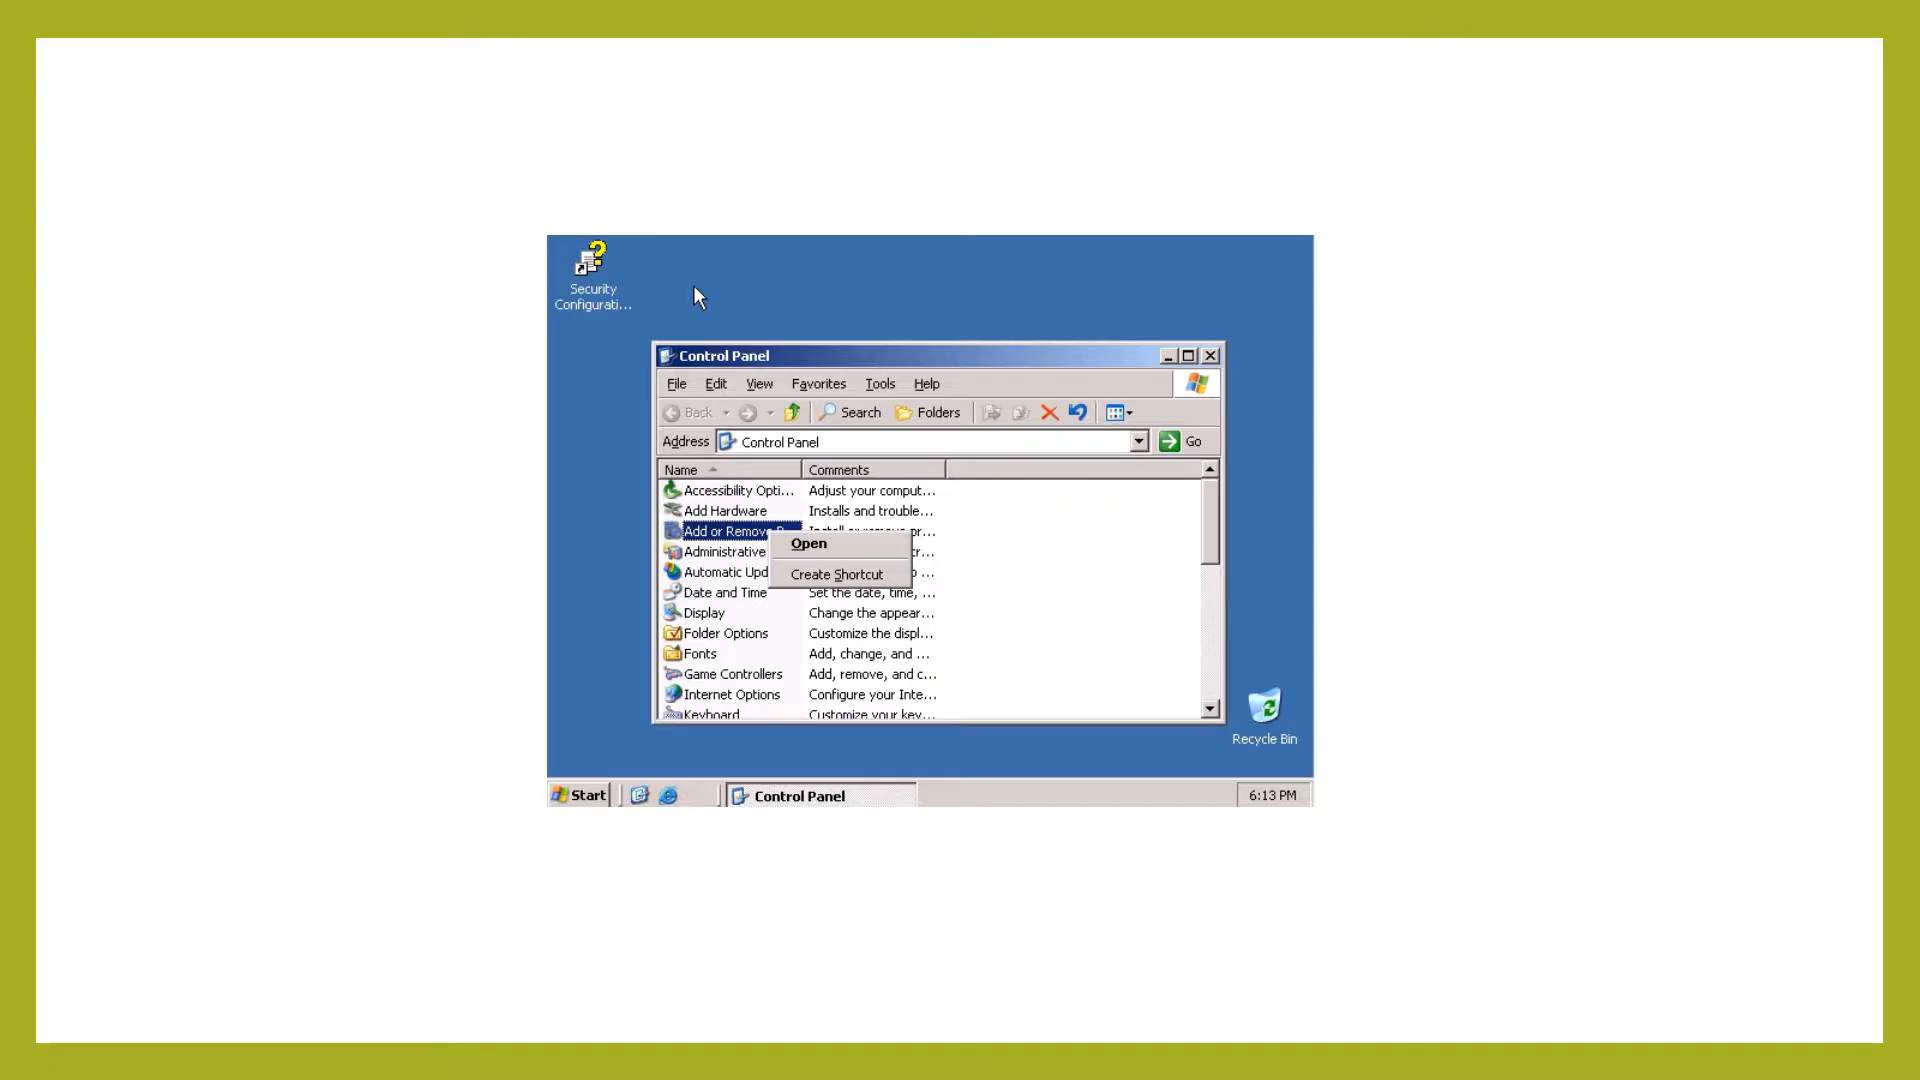 Security
Configurati...
Control Panel
File Edit View Favorites Tools Help
Back Search Folders
Address Control Panel Go
Name Comments
Accessibility Opti... Adjust your comput...
Add Hardware Installs and trouble...
Add or Remove
Open
Administrative
Create Shortcut
Automatic Upd
Date and Time Set the date, time, ...
Display Change the appear...
Folder Options Customize the displ...
Fonts Add, change, and ...
Game Controllers Add, remove, and c...
Internet Options Configure your Inte...
Keyboard Customize your key...
Recycle Bin
Start Control Panel 6:13 PM